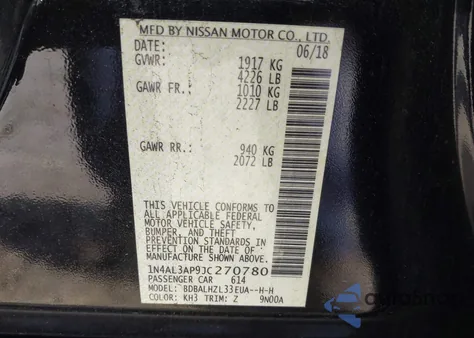 MFD BY NISSAN MOTOR CO., LTD.
DATE: 06/18
GVWR: 1917 KG
4226 LB
GAWR FR.: 1010 KG
2227 LB
GAWR RR.: 940 KG
2072 LB
THIS VEHICLE CONFORMS TO
ALL APPLICABLE FEDERAL
MOTOR VEHICLE SAFETY,
BUMPER, AND THEFT
PREVENTION STANDARDS IN
EFFECT ON THE DATE OF
MANUFACTURE SHOWN ABOVE.
1N4AL3AP9JC270780
PASSENGER CAR 614
MODEL: BDBALHZL33EUA--H-H
COLOR: KH3 TRIM: Z 9N00A